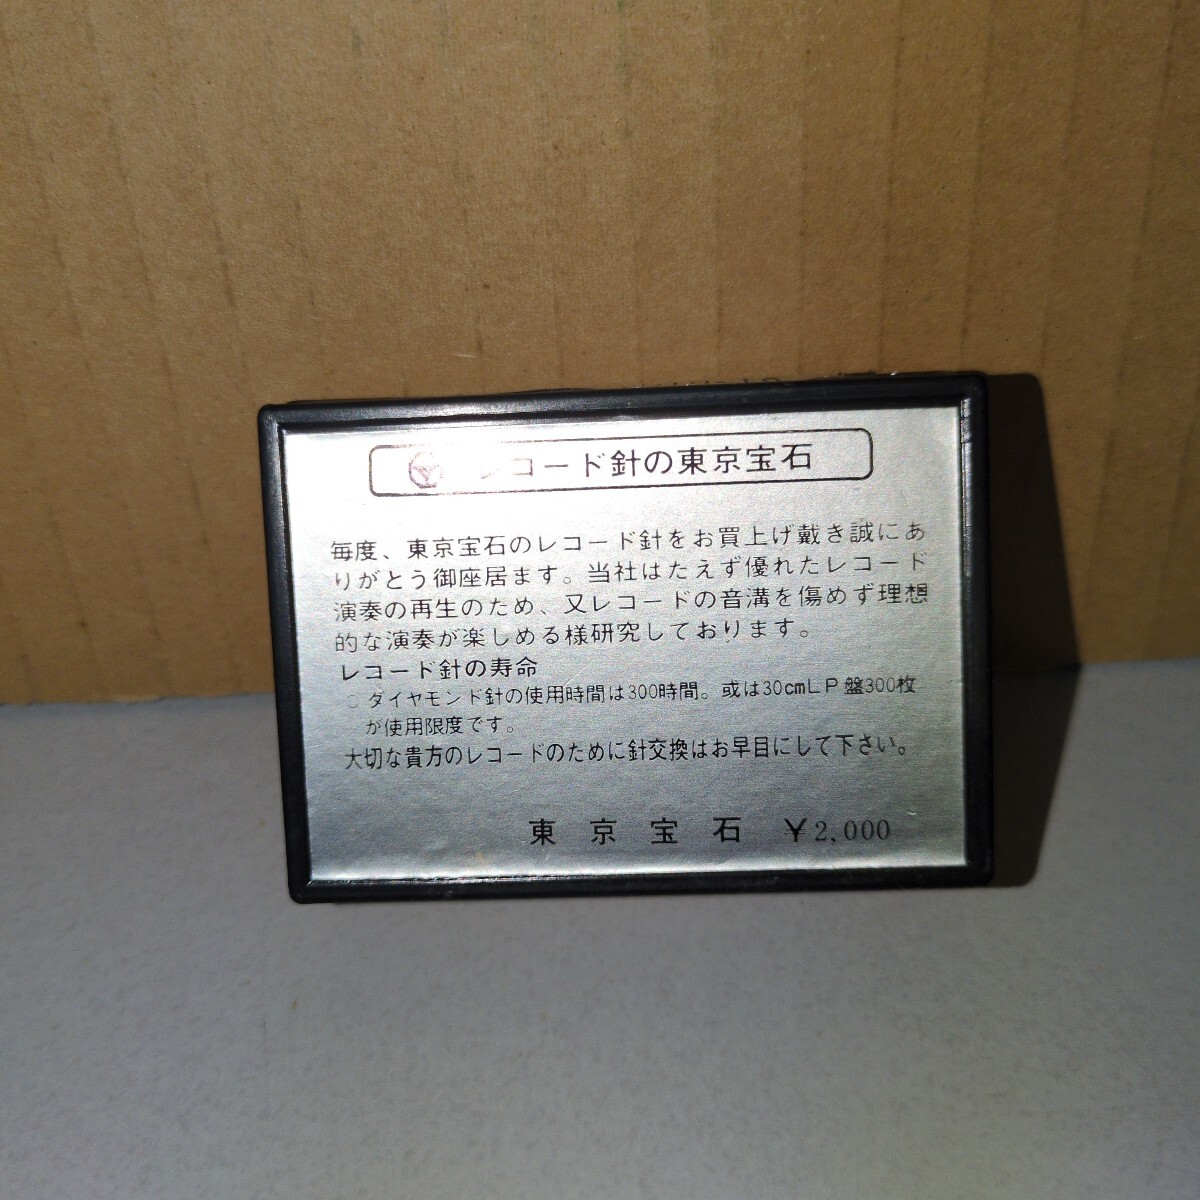 レコード針の東京宝石
毎度、東京宝石のレコード針をお買上げ戴き誠にあ
りがとう御座居ます。当社はたえず優れたレコード
演奏の再生のため、又レコードの音溝を傷めず理想
的な演奏が楽しめる様研究しております。
レコード針の寿命
○ダイヤモンド針の使用時間は300時間。或は30cmLP盤300枚
が使用限度です。
大切な貴方のレコードのために針交換はお早目にして下さい。
東京宝石 ¥2,000